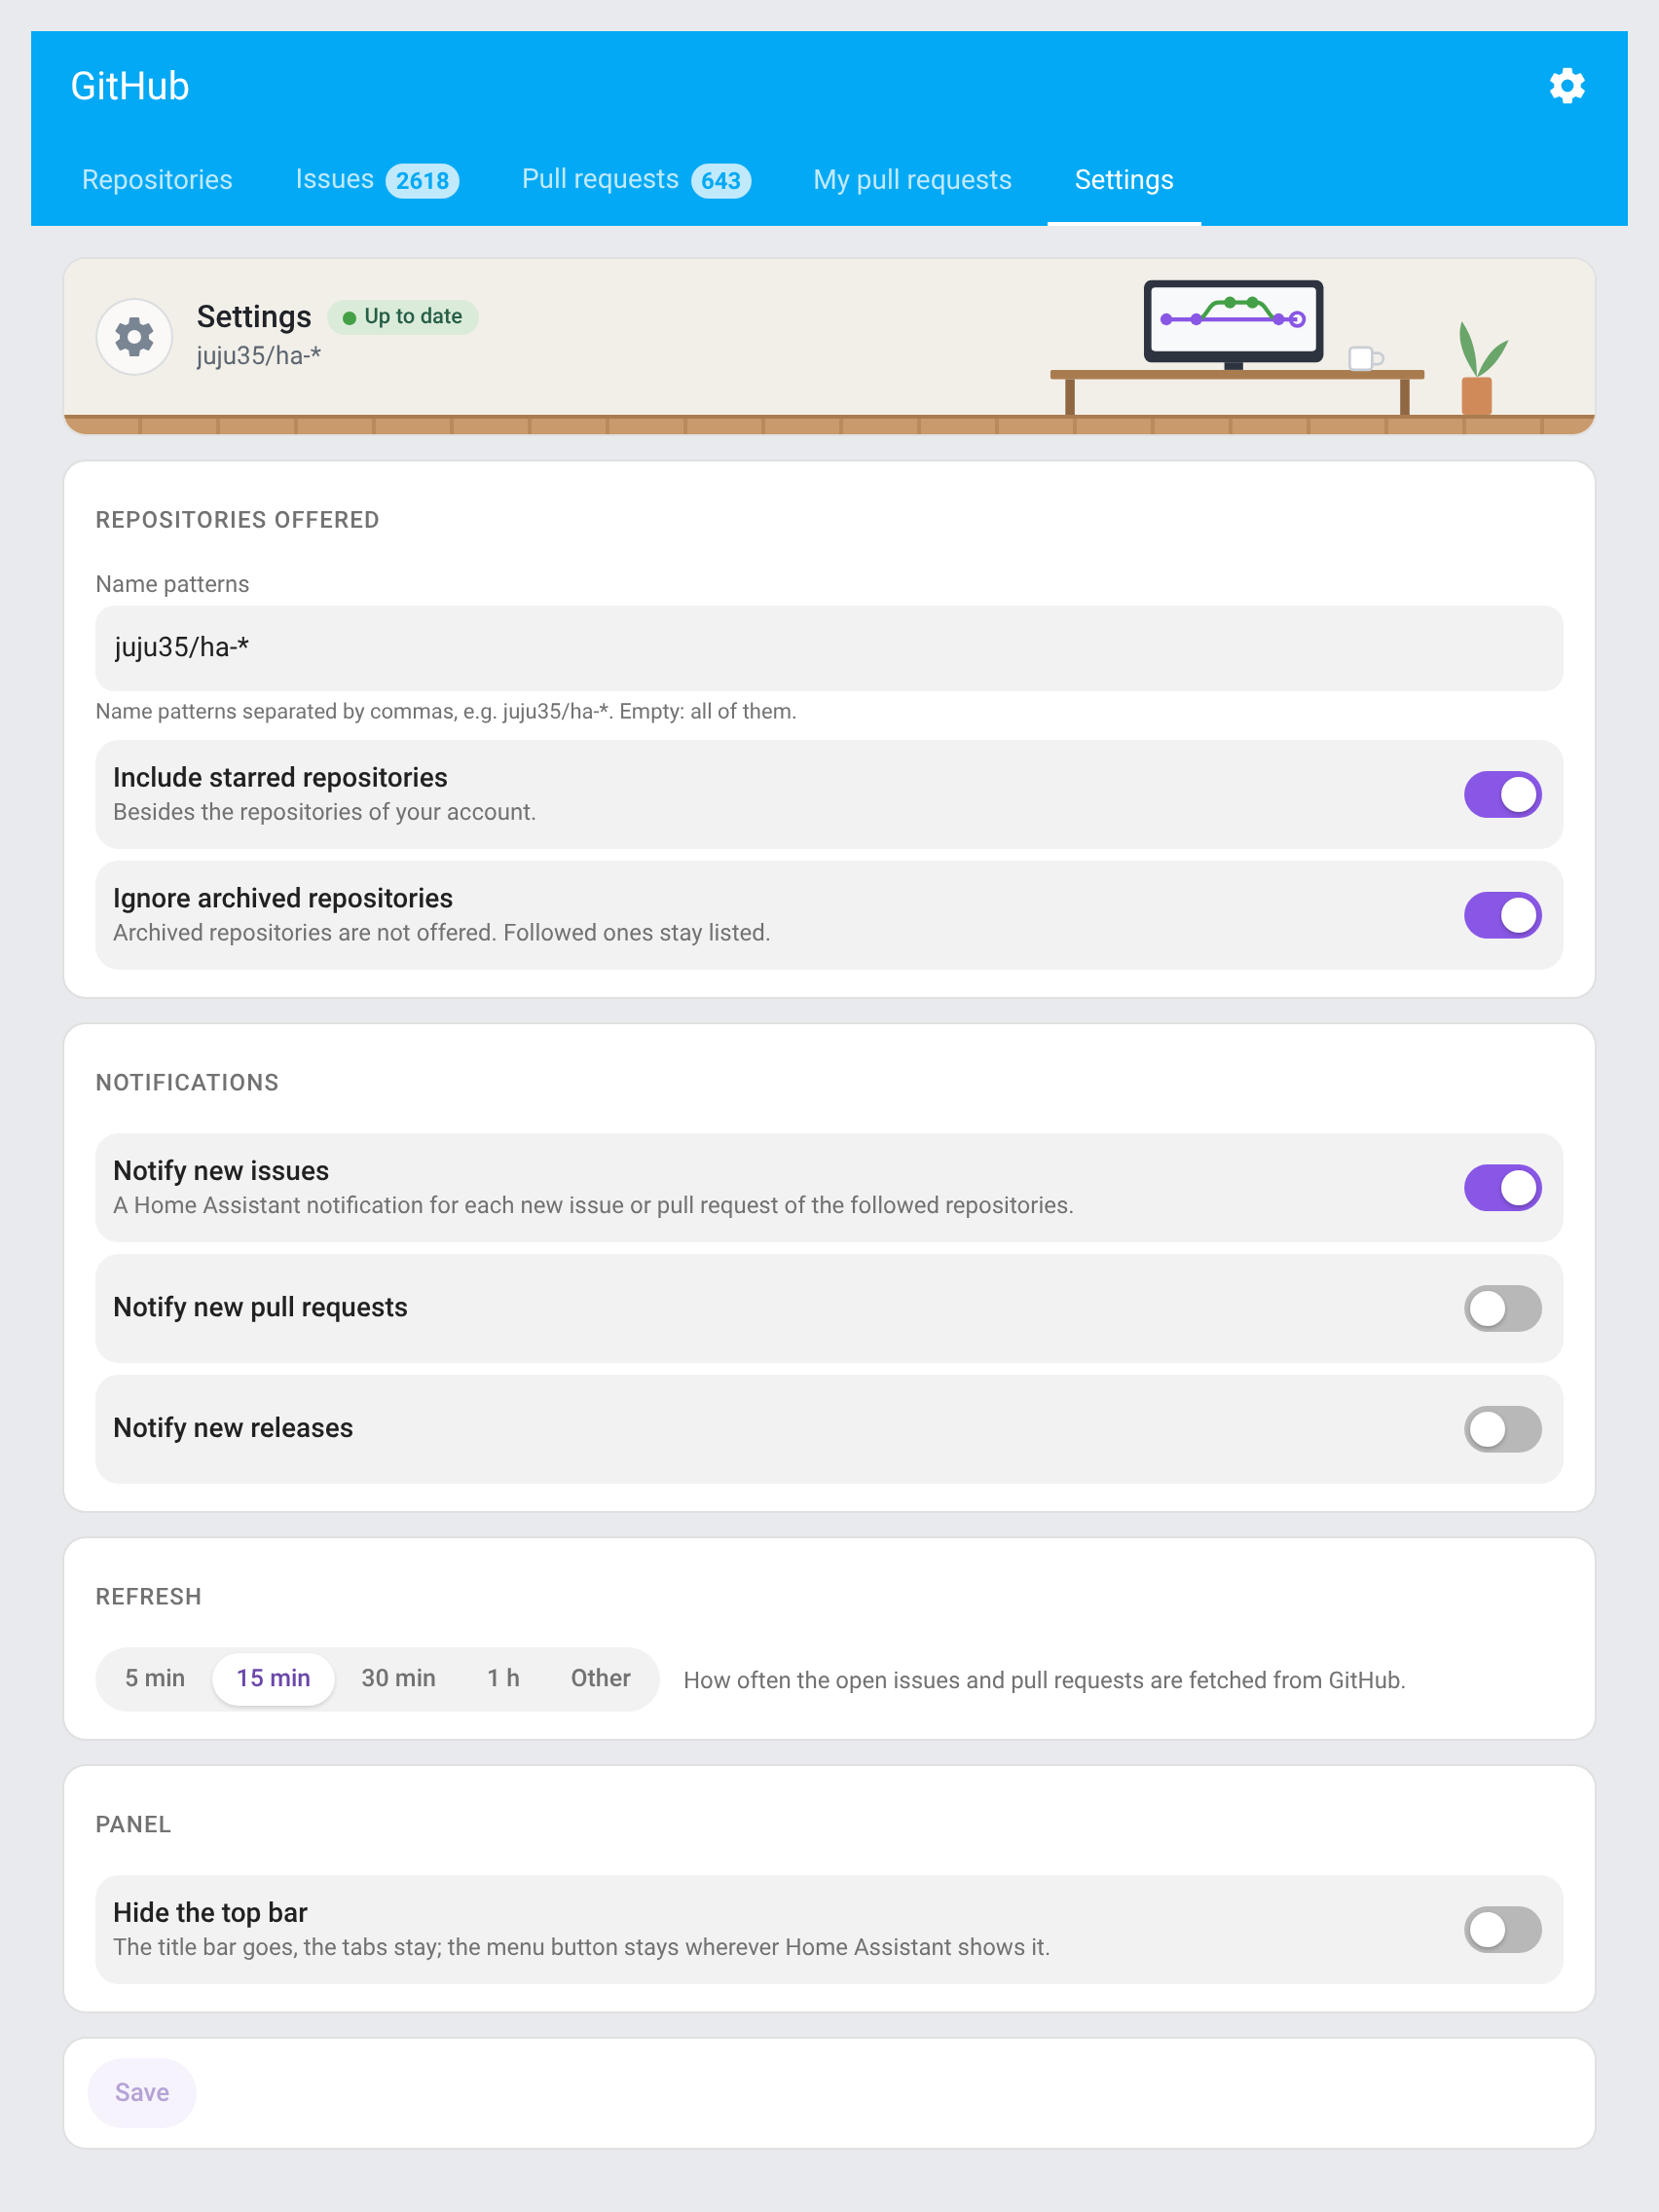 GitHub
Repositories
Issues 2618
Pull requests 643
My pull requests
Settings
Settings
Up to date
juju35/ha-*
REPOSITORIES OFFERED
Name patterns
juju35/ha-*
Name patterns separated by commas, e.g. juju35/ha-*. Empty: all of them.
Include starred repositories
Besides the repositories of your account.
Ignore archived repositories
Archived repositories are not offered. Followed ones stay listed.
NOTIFICATIONS
Notify new issues
A Home Assistant notification for each new issue or pull request of the followed repositories.
Notify new pull requests
Notify new releases
REFRESH
5 min
15 min
30 min
1 h
Other
How often the open issues and pull requests are fetched from GitHub.
PANEL
Hide the top bar
The title bar goes, the tabs stay; the menu button stays wherever Home Assistant shows it.
Save